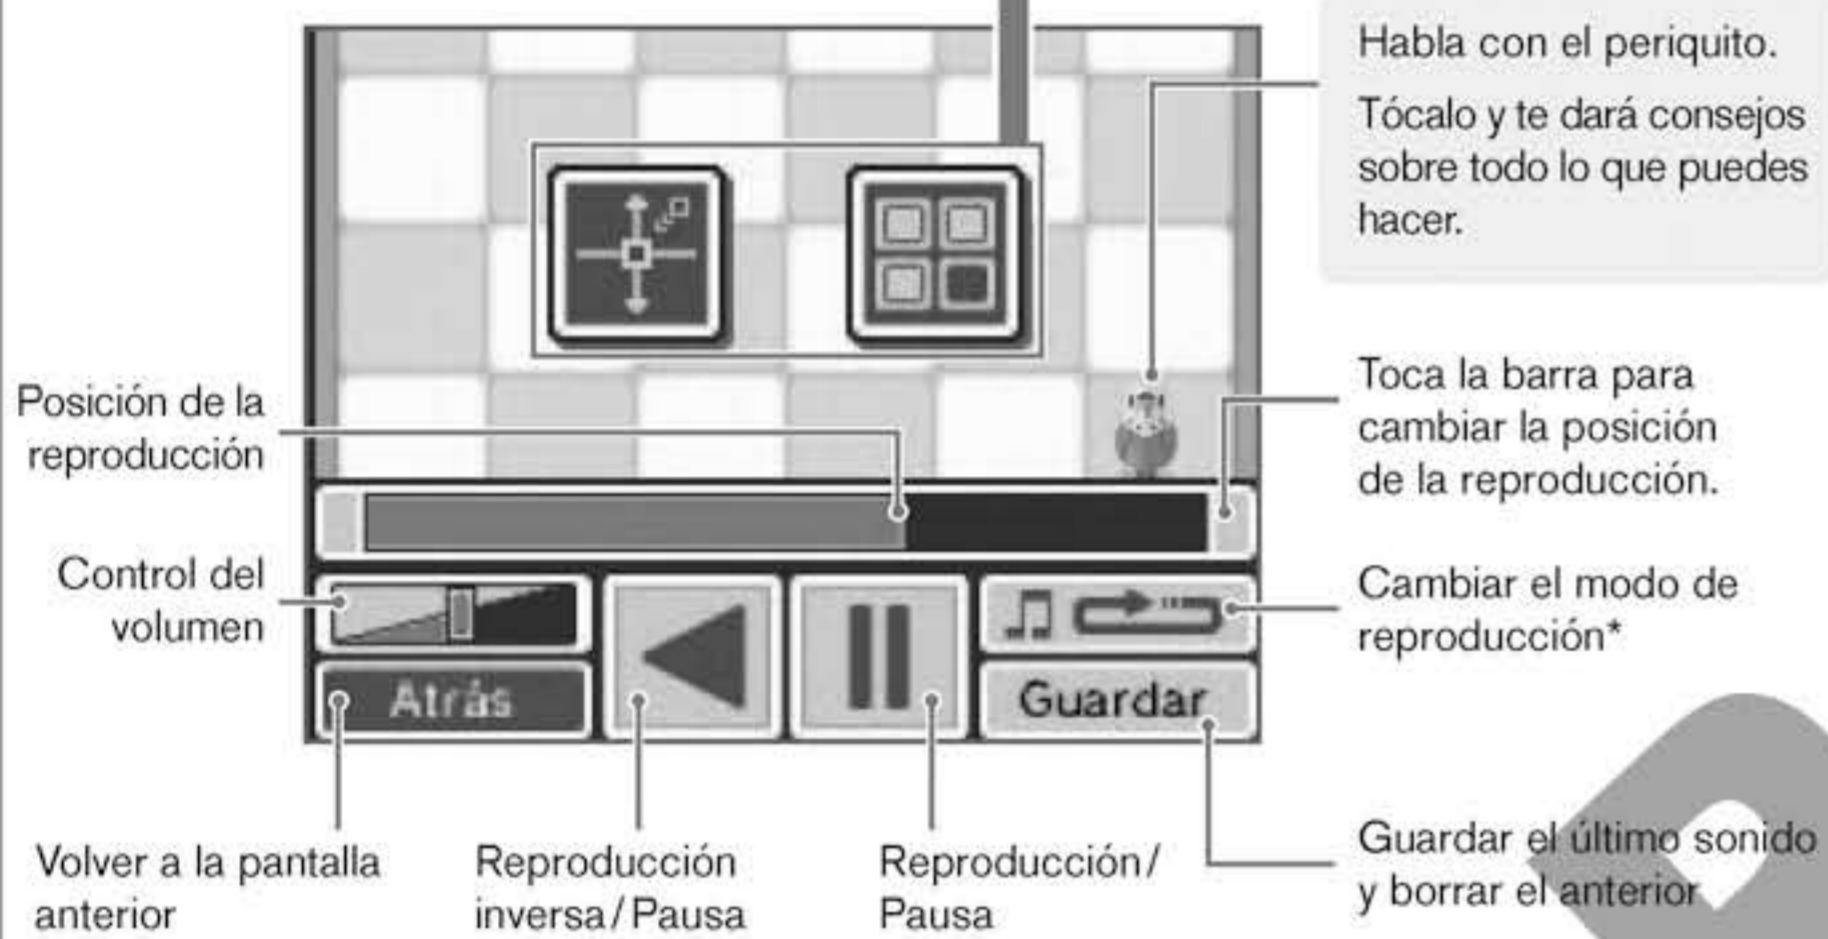 Habla con el periquito.
Tócalo y te dará consejos
sobre todo lo que puedes
hacer.
Posición de la
reproducción
Toca la barra para
cambiar la posición
de la reproducción.
Control del
volumen
Cambiar el modo de
reproducción*
Atrás
Guardar
Volver a la pantalla
anterior
Reproducción
inversa/Pausa
Reproducción/
Pausa
Guardar el último sonido
y borrar el anterior